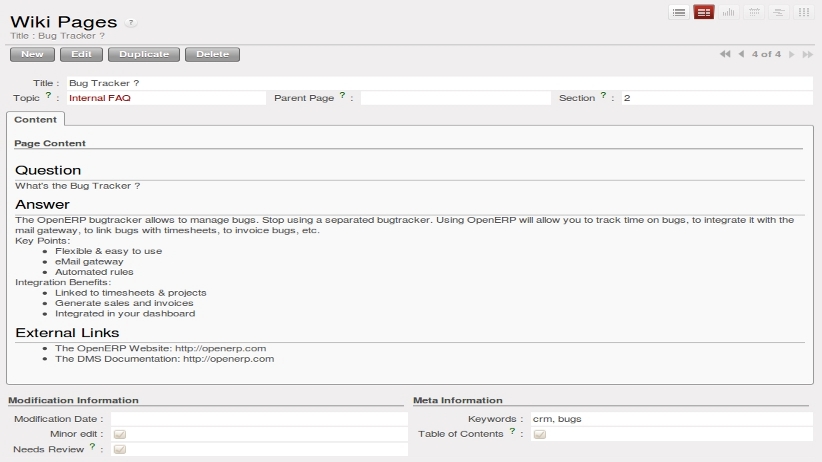 Wiki Pages ?
Title : Bug Tracker ?
New Edit Duplicate Delete 4 of 4
Title : Bug Tracker ?
Topic ? : Internal FAQ Parent Page ? : Section ? : 2
Content
Page Content
Question
What's the Bug Tracker ?
Answer
The OpenERP bugtracker allows to manage bugs. Stop using a separated bugtracker. Using OpenERP will allow you to track time on bugs, to integrate it with the
mail gateway, to link bugs with timesheets, to invoice bugs, etc.
Key Points:
• Flexible & easy to use
• eMail gateway
• Automated rules
Integration Benefits:
• Linked to timesheets & projects
• Generate sales and invoices
• Integrated in your dashboard
External Links
• The OpenERP Website: http://openerp.com
• The DMS Documentation: http://openerp.com
Modification Information Meta Information
Modification Date : Keywords : crm, bugs
Minor edit : Table of Contents ? :
Needs Review ? :